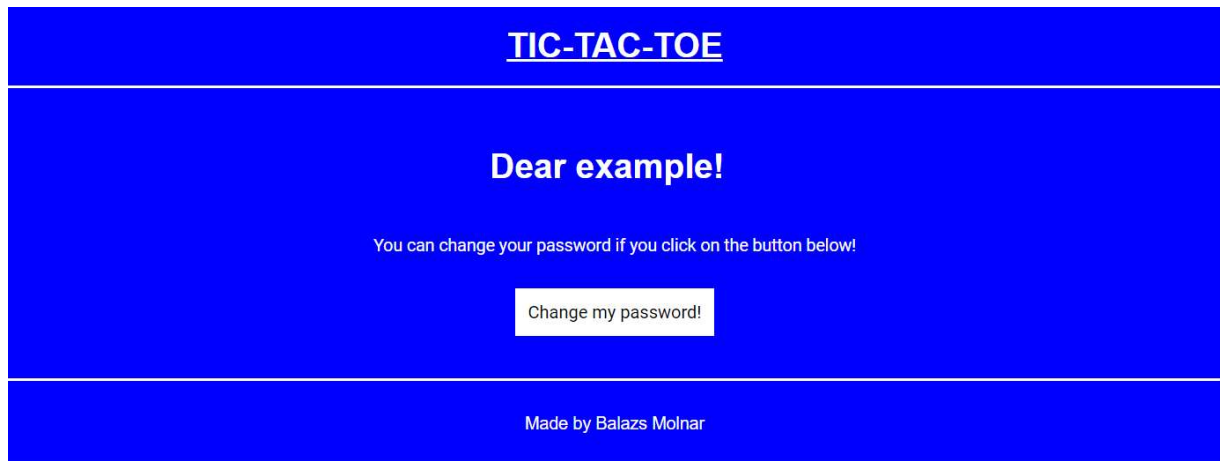 TIC-TAC-TOE
Dear example!
You can change your password if you click on the button below!
Change my password!
Made by Balazs Molnar